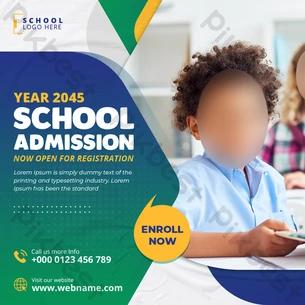 SCHOOL
LOGO HERE
YEAR 2045
SCHOOL
ADMISSION
NOW OPEN FOR REGISTRATION
Lorem Ipsum is simply dummy text of the
printing and typesetting industry. Lorem
Ipsum has been the industry's standard
ENROLL
NOW
Call us more Info
+000 0123 456 789
Visit our website
www.webname.com